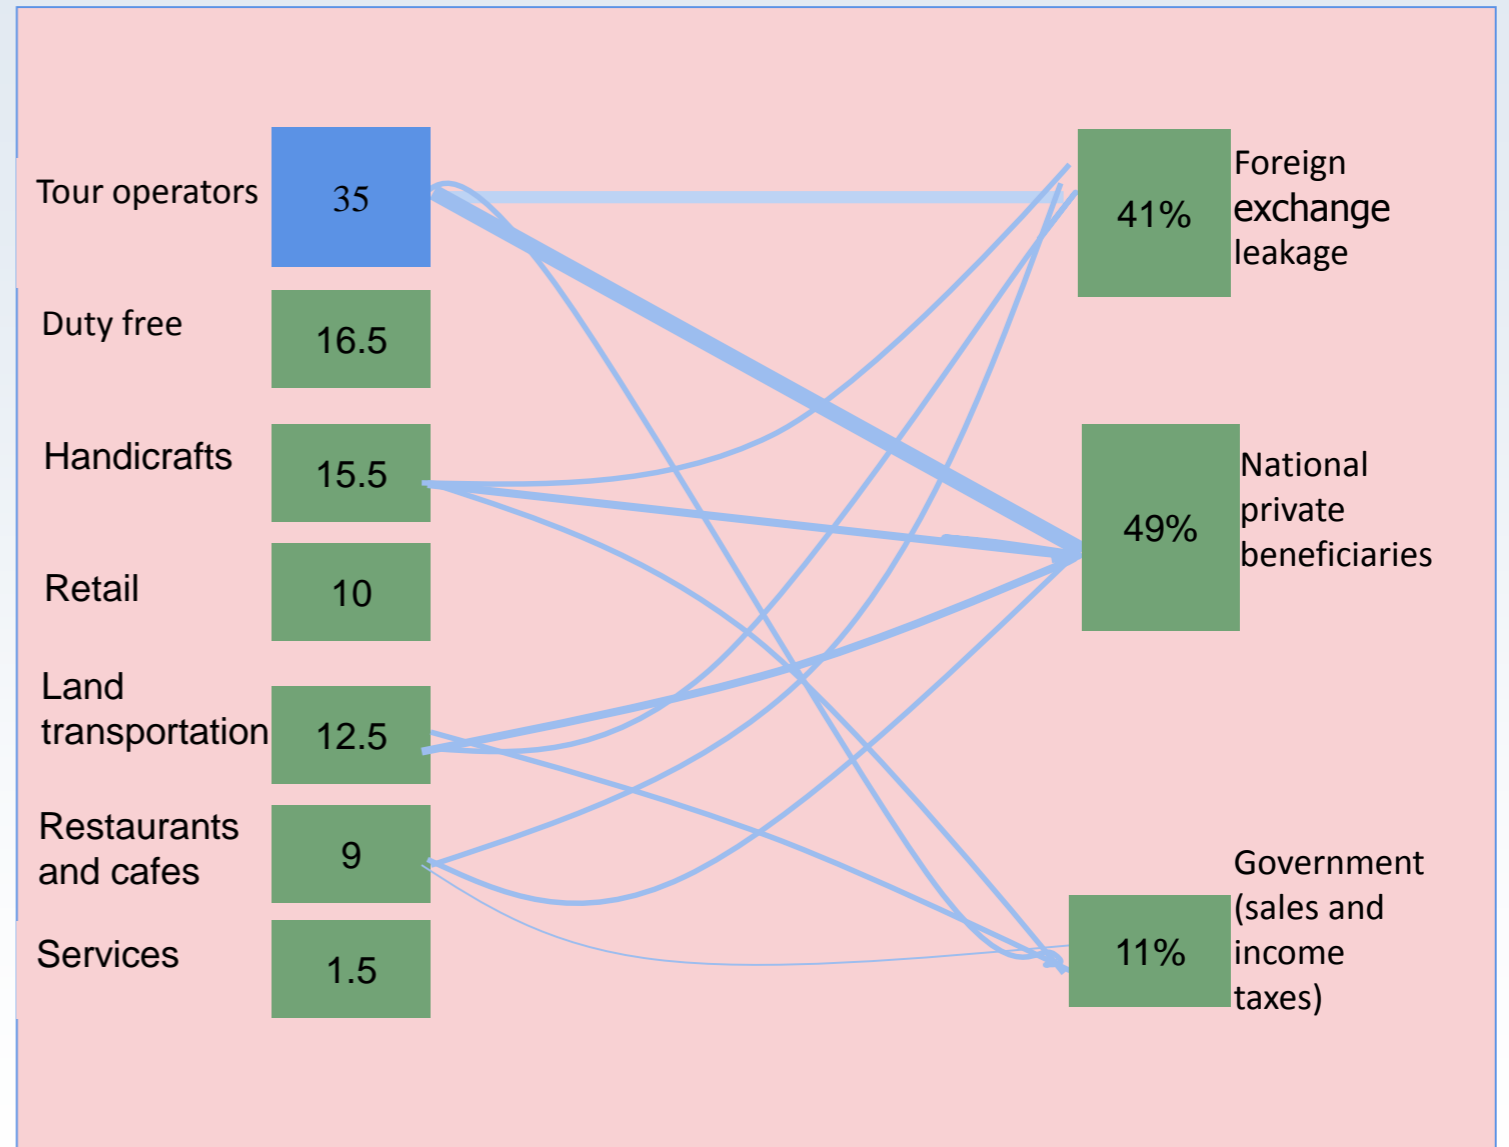 Tour operators
35
Duty free
16.5
Handicrafts
15.5
Retail
10
Land
transportation
12.5
Restaurants
and cafes
9
Services
1.5
41%
Foreign
exchange
leakage
49%
National
private
beneficiaries
11%
Government
(sales and
income
taxes)